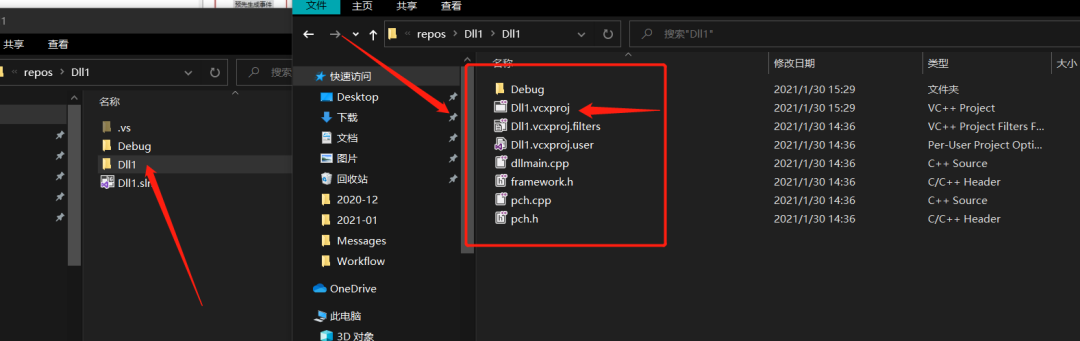 预先生成事件
1
共享 查看
repos > Dll1
搜索
名称
.vs
Debug
Dll1
Dll1.sln
文件 主页 共享 查看
« repos > Dll1 > Dll1
搜索"Dll1"
名称 修改日期 类型 大小
快速访问
Desktop
下载
文档
图片
回收站
2020-12
2021-01
Messages
Workflow
OneDrive
此电脑
3D 对象
Debug 2021/1/30 15:29 文件夹
Dll1.vcxproj 2021/1/30 15:29 VC++ Project
Dll1.vcxproj.filters 2021/1/30 14:36 VC++ Project Filters F...
Dll1.vcxproj.user 2021/1/30 14:36 Per-User Project Opti...
dllmain.cpp 2021/1/30 14:36 C++ Source
framework.h 2021/1/30 14:36 C/C++ Header
pch.cpp 2021/1/30 14:36 C++ Source
pch.h 2021/1/30 14:36 C/C++ Header